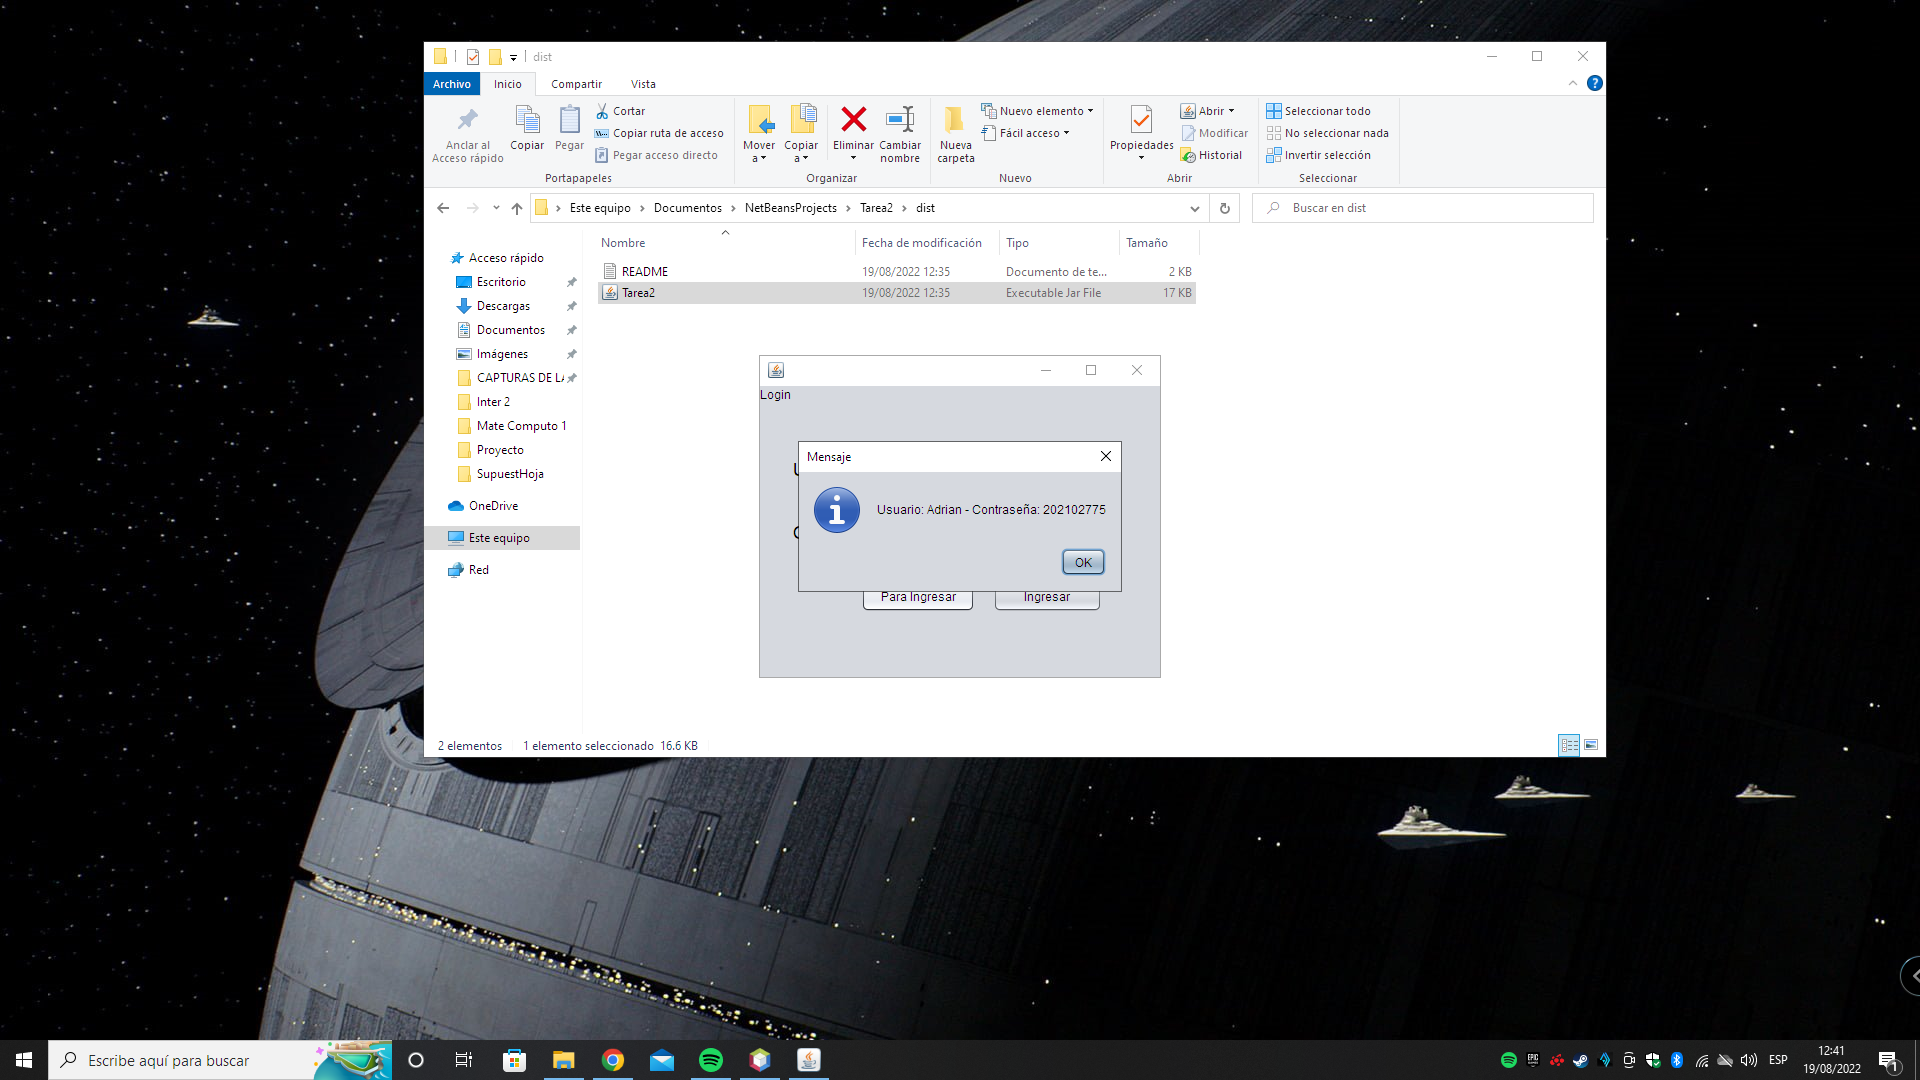 dist
Archivo Inicio Compartir Vista
Anclar al Acceso rápido
Copiar
Pegar
Cortar
Copiar ruta de acceso
Pegar acceso directo
Portapapeles
Mover a
Copiar a
Eliminar
Cambiar nombre
Organizar
Nueva carpeta
Nuevo elemento
Fácil acceso
Nuevo
Propiedades
Abrir
Modificar
Historial
Abrir
Seleccionar todo
No seleccionar nada
Invertir selección
Seleccionar
Este equipo Documentos NetBeansProjects Tarea2 dist
Buscar en dist
Nombre Fecha de modificación Tipo Tamaño
README 19/08/2022 12:35 Documento de te... 2 KB
Tarea2 19/08/2022 12:35 Executable Jar File 17 KB
Acceso rápido
Escritorio
Descargas
Documentos
Imágenes
CAPTURAS DE
Inter 2
Mate Computo 1
Proyecto
SupuestHoja
OneDrive
Este equipo
Red
Login
Mensaje
Usuario: Adrian - Contraseña: 202102775
OK
Para Ingresar Ingresar
2 elementos 1 elemento seleccionado 16.6 KB
Escribe aquí para buscar
EPIC
ESP
12:41
19/08/2022
1